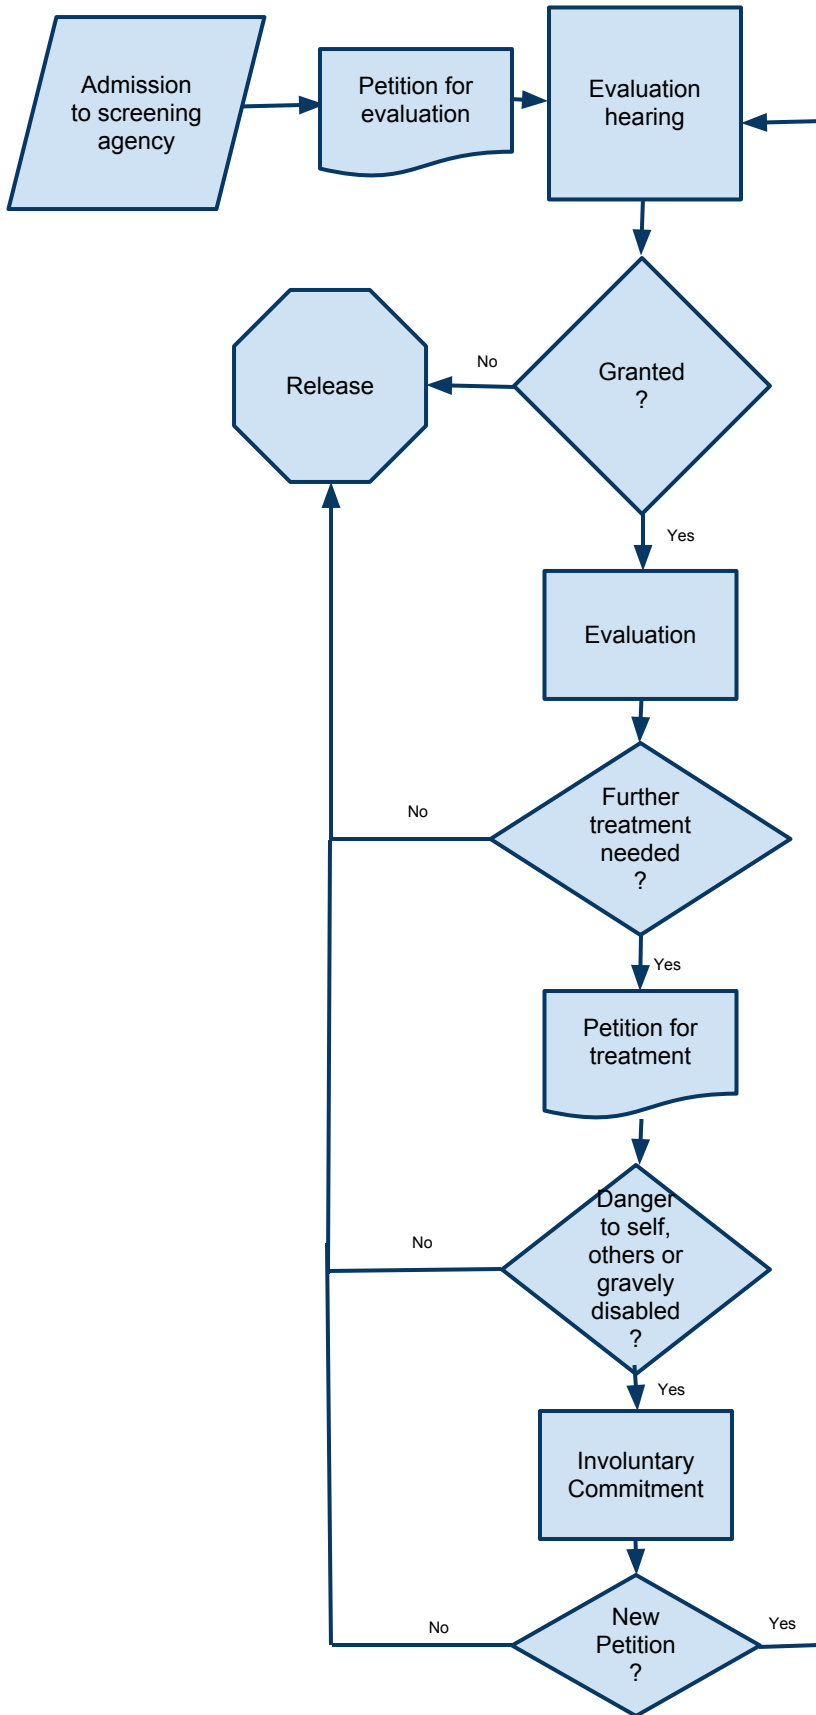 Admission
to screening
agency
Petition for
evaluation
Evaluation
hearing
Release
No
Granted
?
Yes
Evaluation
No
Further
treatment
needed
?
Yes
Petition for
treatment
No
Danger
to self,
others or
gravely
disabled
?
Yes
Involuntary
Commitment
No
New
Petition
?
Yes